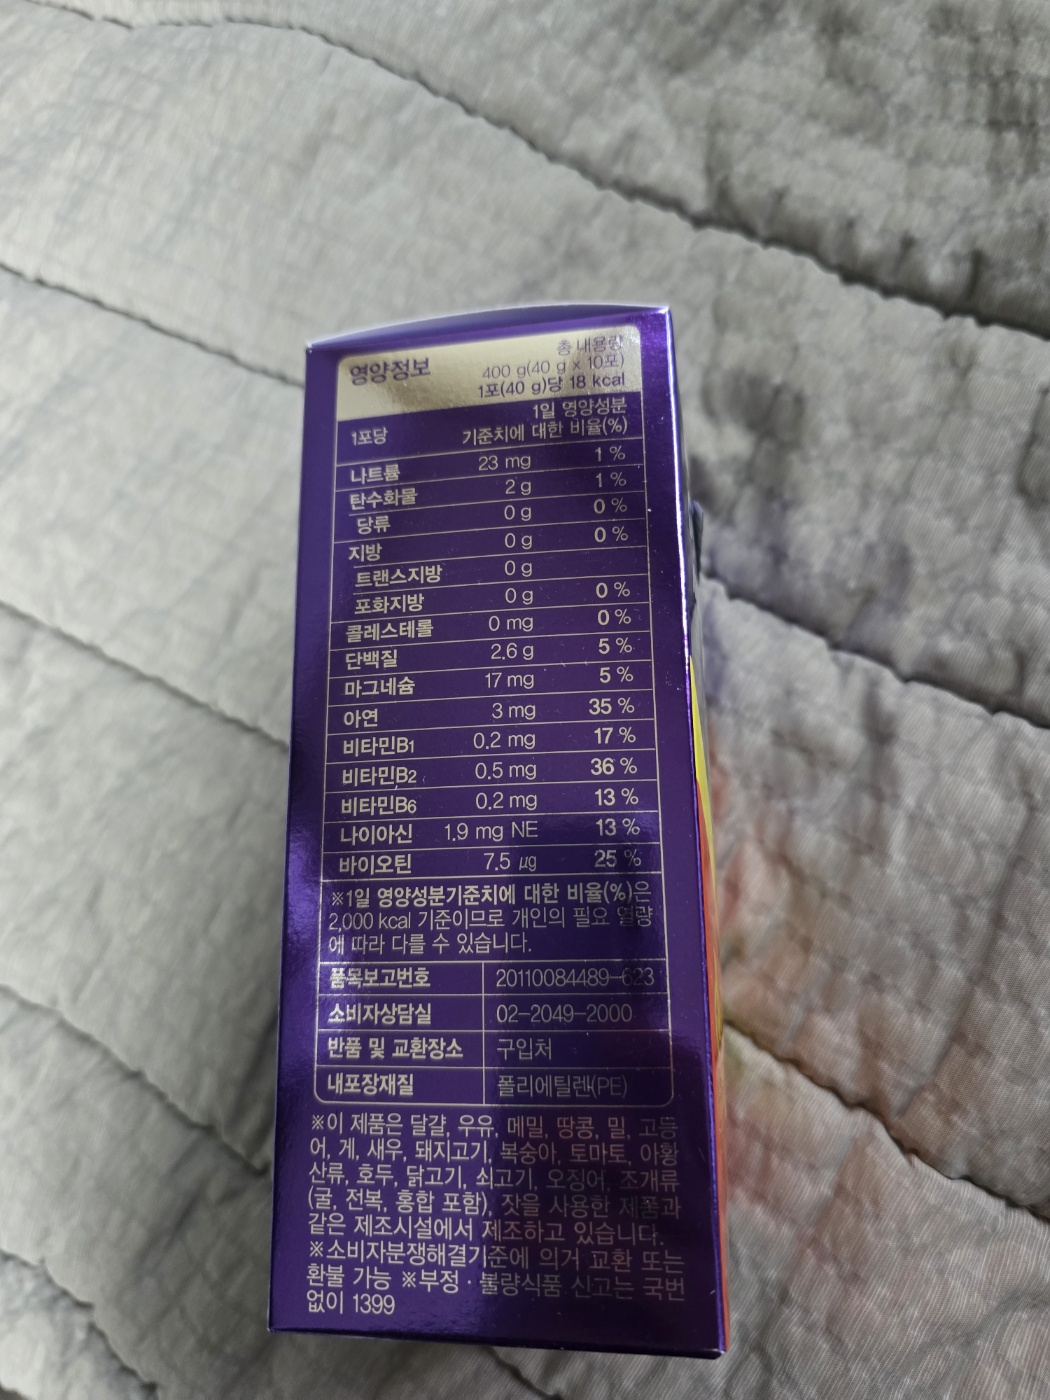 영양정보
총 내용량
400 g(40 g × 10포)
1포(40 g)당 18 kcal
1포당 1일 영양성분
기준치에 대한 비율(%)
나트륨 23 mg 1 %
탄수화물 2 g 1 %
당류 0 g 0 %
지방 0 g 0 %
트랜스지방 0 g
포화지방 0 g 0 %
콜레스테롤 0 mg 0 %
단백질 2.6 g 5 %
마그네슘 17 mg 5 %
아연 3 mg 35 %
비타민B1 0.2 mg 17 %
비타민B2 0.5 mg 36 %
비타민B6 0.2 mg 13 %
나이아신 1.9 mg NE 13 %
바이오틴 7.5 μg 25 %
※1일 영양성분기준치에 대한 비율(%)은
2,000 kcal 기준이므로 개인의 필요 열량
에 따라 다를 수 있습니다.
품목보고번호 20110084489-623
소비자상담실 02-2049-2000
반품 및 교환장소 구입처
내포장재질 폴리에틸렌(PE)
※이 제품은 달걀, 우유, 메밀, 땅콩, 밀, 고등
어, 게, 새우, 돼지고기, 복숭아, 토마토, 아황
산류, 호두, 닭고기, 쇠고기, 오징어, 조개류
(굴, 전복, 홍합 포함), 잣을 사용한 제품과
같은 제조시설에서 제조하고 있습니다.
※소비자분쟁해결기준에 의거 교환 또는
환불 가능 ※부정·불량식품 신고는 국번
없이 1399